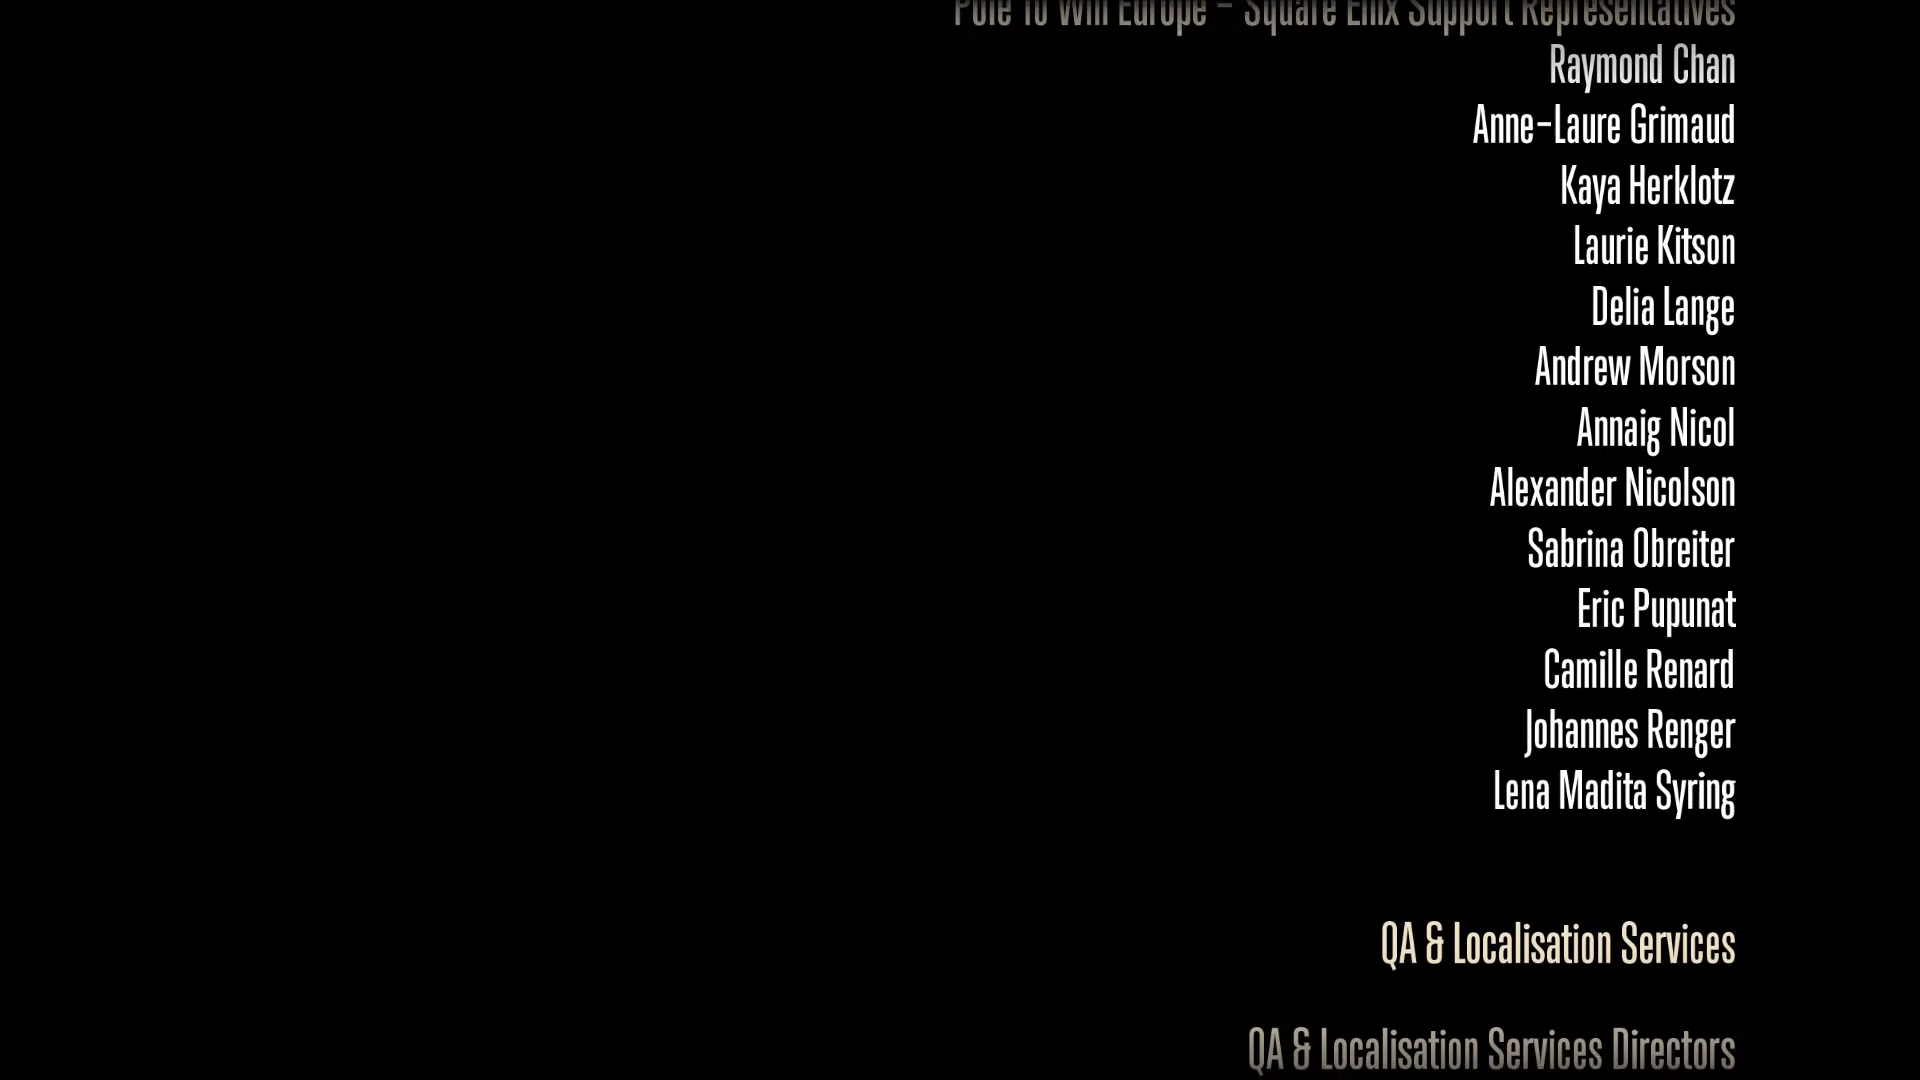 Pole To Win Europe - Square Enix Support Representatives
Raymond Chan
Anne-Laure Grimaud
Kaya Herklotz
Laurie Kitson
Delia Lange
Andrew Morson
Annaig Nicol
Alexander Nicolson
Sabrina Obreiter
Eric Pupunat
Camille Renard
Johannes Renger
Lena Madita Syring
QA & Localisation Services
QA & Localisation Services Directors